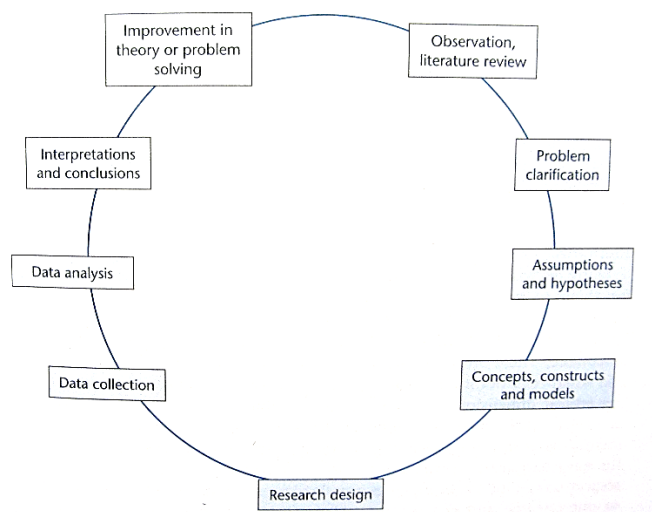 Improvement in
theory or problem
solving
Observation,
literature review
Problem
clarification
Assumptions
and hypotheses
Concepts, constructs
and models
Research design
Data collection
Data analysis
Interpretations
and conclusions